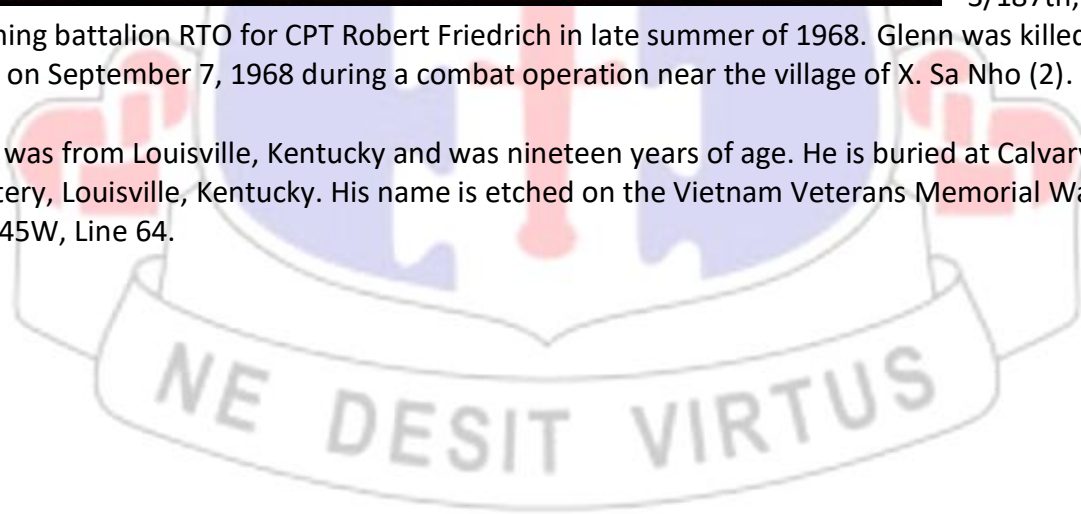 3/187th,
ning battalion RTO for CPT Robert Friedrich in late summer of 1968. Glenn was killed
on September 7, 1968 during a combat operation near the village of X. Sa Nho (2).
was from Louisville, Kentucky and was nineteen years of age. He is buried at Calvary
tery, Louisville, Kentucky. His name is etched on the Vietnam Veterans Memorial Wa
45W, Line 64.
NE DESIT VIRTUS